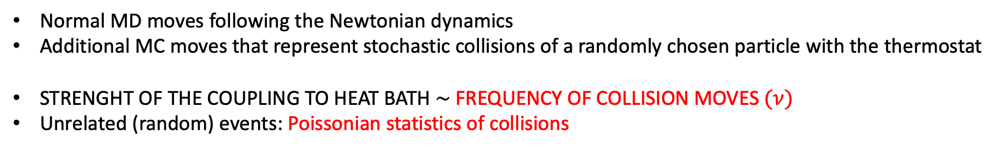 • Normal MD moves following the Newtonian dynamics
• Additional MC moves that represent stochastic collisions of a randomly chosen particle with the thermostat
• STRENGHT OF THE COUPLING TO HEAT BATH ~ FREQUENCY OF COLLISION MOVES (𝜈)
• Unrelated (random) events: Poissonian statistics of collisions